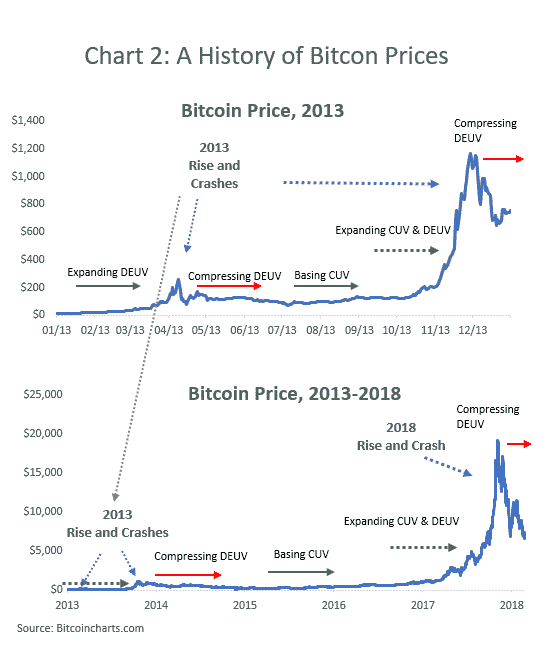 Chart 2: A History of Bitcon Prices
Bitcoin Price, 2013
$1,400
$1,200
$1,000
$800
$600
$400
$200
$0
2013
Rise and
Crashes
Compressing
DEUV
Expanding CUV & DEUV
Expanding DEUV
Compressing DEUV
Basing CUV
01/13 02/13 03/13 04/13 05/13 06/13 07/13 08/13 09/13 10/13 11/13 12/13
Bitcoin Price, 2013-2018
$25,000
$20,000
$15,000
$10,000
$5,000
$0
Compressing
DEUV
2018
Rise and Crash
2013
Rise and Crashes
Expanding CUV & DEUV
Compressing DEUV
Basing CUV
2013 2014 2015 2016 2017 2018
Source: Bitcoincharts.com